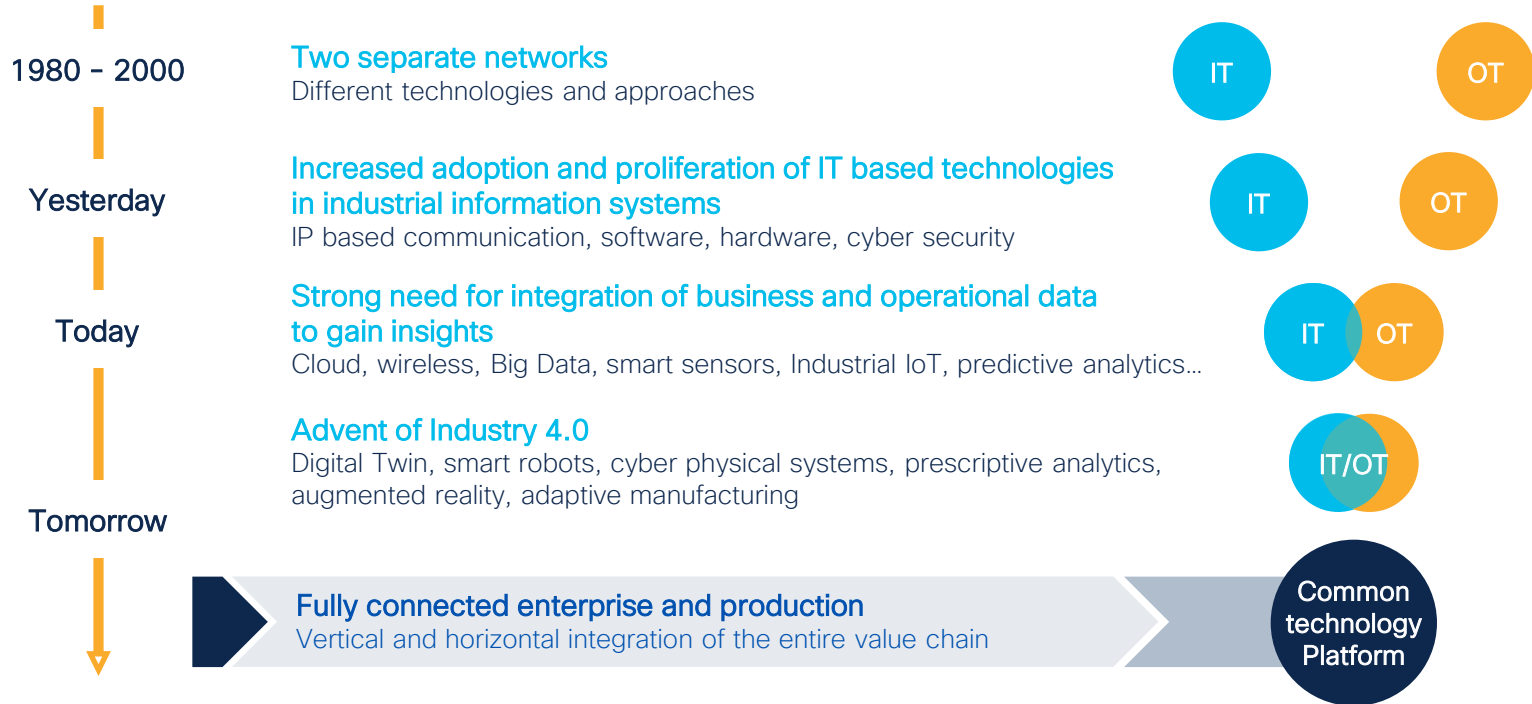 1980 - 2000
Two separate networks
Different technologies and approaches
IT
OT
Yesterday
Increased adoption and proliferation of IT based technologies
in industrial information systems
IP based communication, software, hardware, cyber security
IT
OT
Today
Strong need for integration of business and operational data
to gain insights
Cloud, wireless, Big Data, smart sensors, Industrial IoT, predictive analytics...
IT
OT
Advent of Industry 4.0
Digital Twin, smart robots, cyber physical systems, prescriptive analytics,
augmented reality, adaptive manufacturing
IT/OT
Tomorrow
Fully connected enterprise and production
Vertical and horizontal integration of the entire value chain
Common
technology
Platform